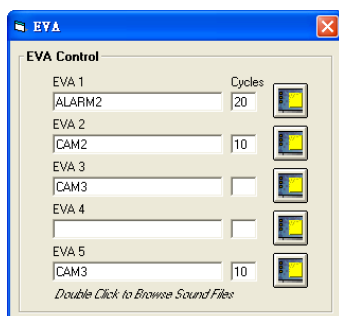 EVA
EVA Control
EVA 1 Cycles
ALARM2 20
EVA 2
CAM2 10
EVA 3
CAM3
EVA 4
EVA 5
CAM3 10
Double Click to Browse Sound Files